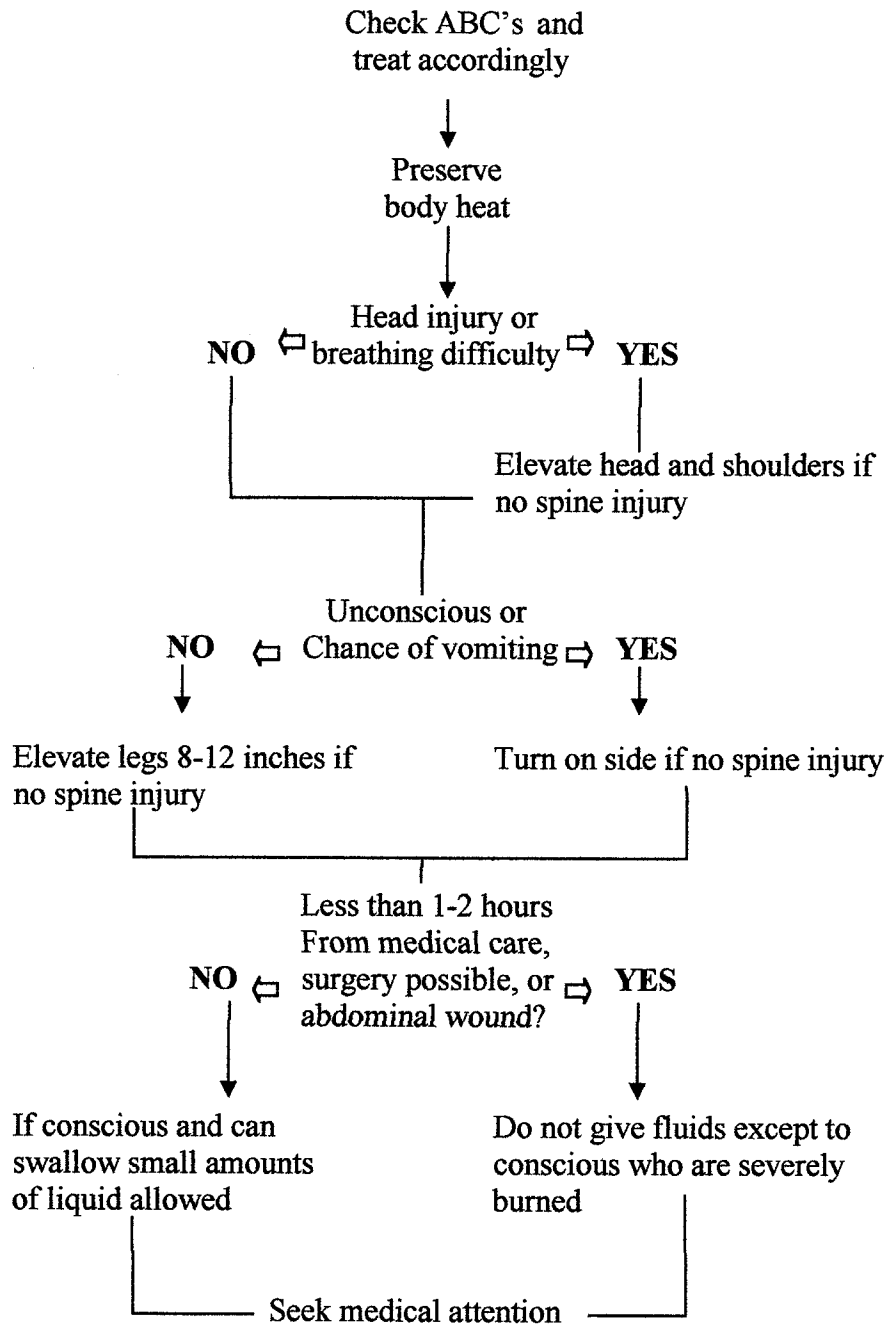 Check ABC's and
treat accordingly
Preserve
body heat
Head injury or
NO breathing difficulty YES
Elevate head and shoulders if
no spine injury
Unconscious or
NO Chance of vomiting YES
Elevate legs 8-12 inches if
no spine injury
Turn on side if no spine injury
Less than 1-2 hours
From medical care,
NO surgery possible, or YES
abdominal wound?
If conscious and can
swallow small amounts
of liquid allowed
Do not give fluids except to
conscious who are severely
burned
Seek medical attention